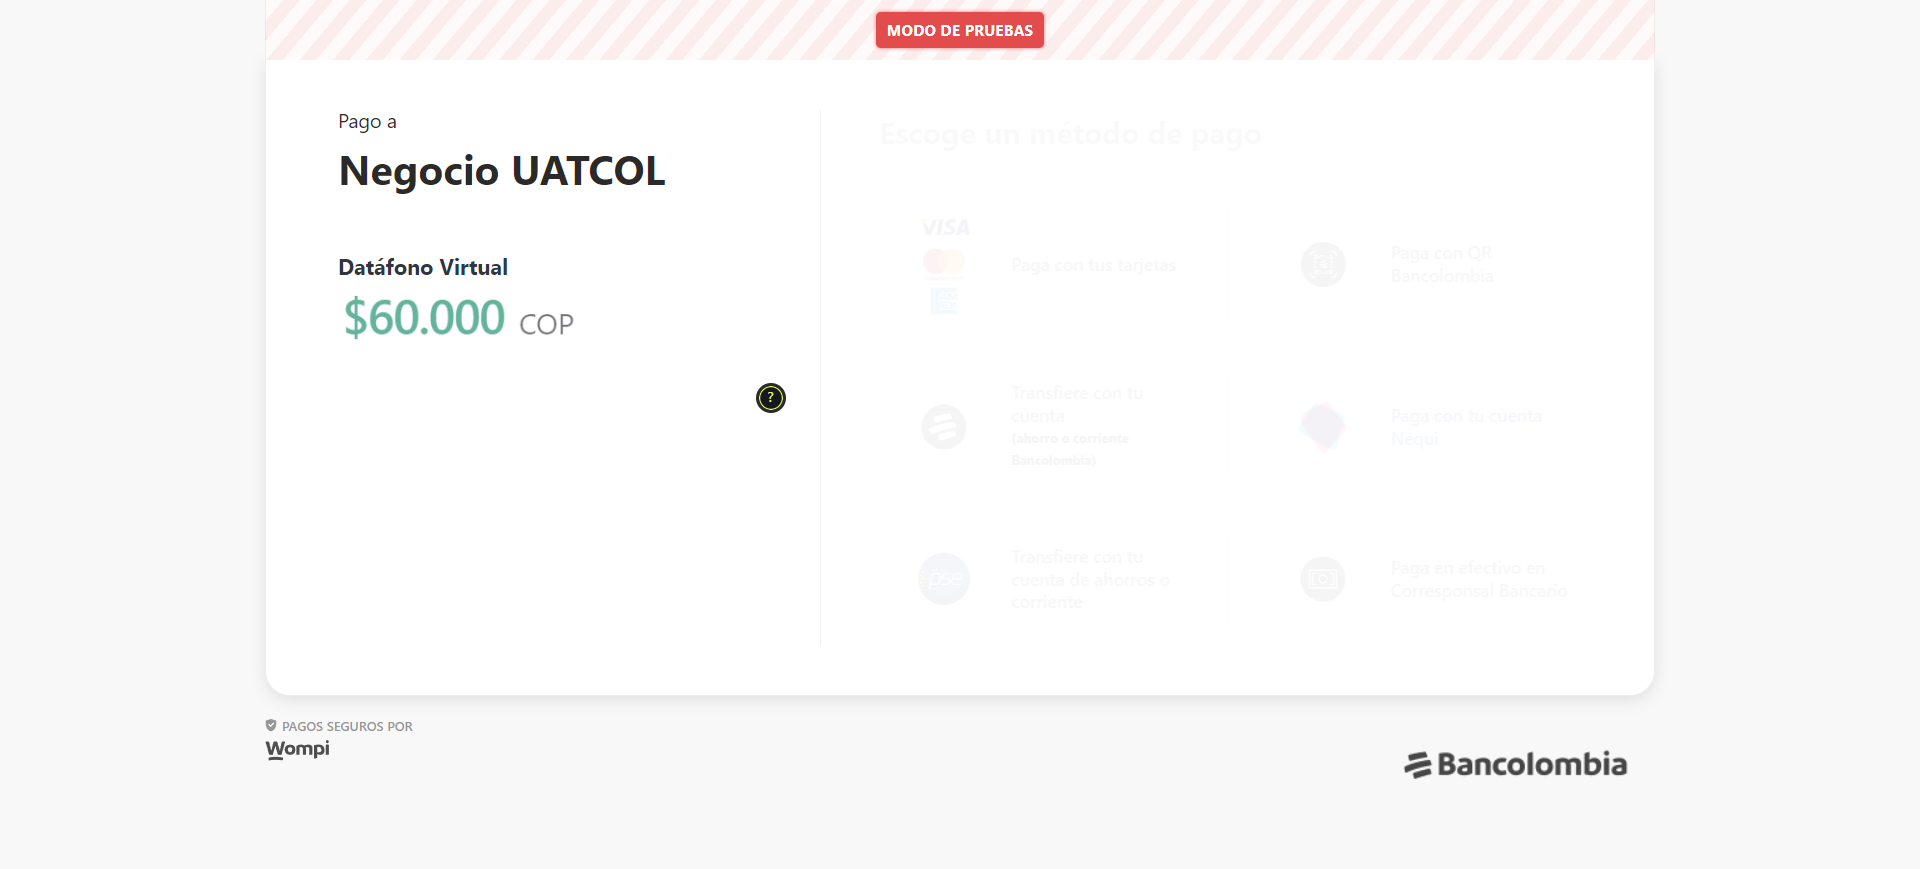 MODO DE PRUEBAS
Pago a
Negocio UATCOL
Datáfono Virtual
$60.000 COP
?
Escoge un método de pago
VISA
Paga con tus tarjetas
Paga con QR
Bancolombia
Transfiere con tu
cuenta
(ahorro o corriente
Bancolombia)
Paga con tu cuenta
Nequi
pse
Transfiere con tu
cuenta de ahorros o
corriente
Paga en efectivo en
Corresponsal Bancario
PAGOS SEGUROS POR
Wompi
Bancolombia